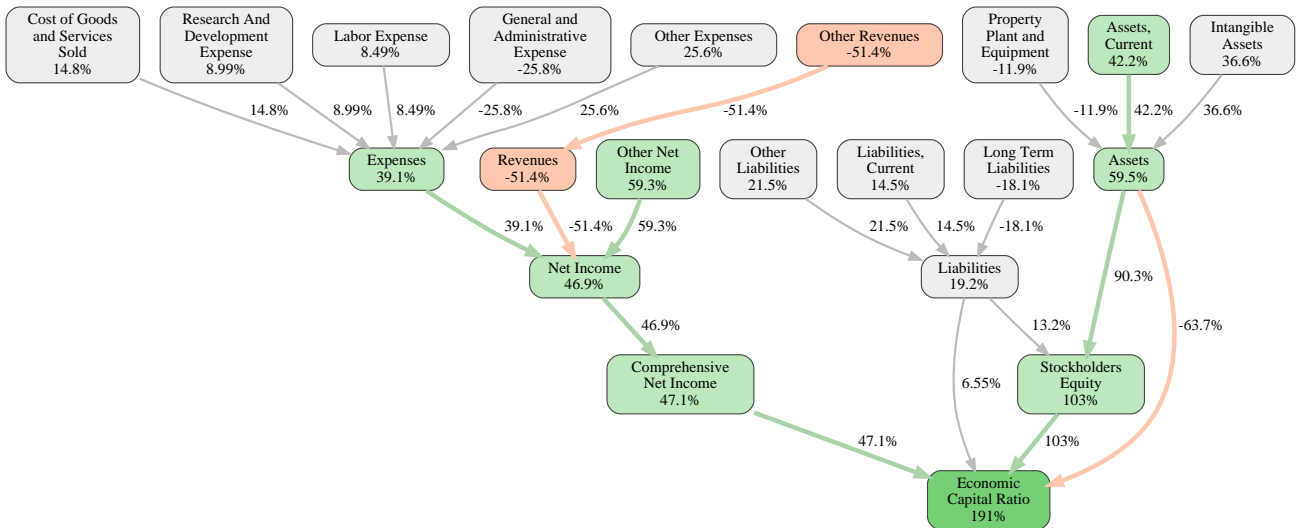 Cost of Goods
and Services
Sold
14.8%
Research And
Development
Expense
8.99%
Labor Expense
8.49%
General and
Administrative
Expense
-25.8%
Other Expenses
25.6%
Other Revenues
-51.4%
Property
Plant and
Equipment
-11.9%
Assets,
Current
42.2%
Intangible
Assets
36.6%
14.8%
8.99%
8.49%
-25.8%
25.6%
-51.4%
-11.9%
42.2%
36.6%
Expenses
39.1%
Revenues
-51.4%
Other Net
Income
59.3%
Other
Liabilities
21.5%
Liabilities,
Current
14.5%
Long Term
Liabilities
-18.1%
Assets
59.5%
39.1%
-51.4%
59.3%
21.5%
14.5%
-18.1%
Net Income
46.9%
Liabilities
19.2%
90.3%
46.9%
13.2%
-63.7%
Comprehensive
Net Income
47.1%
6.55%
Stockholders
Equity
103%
47.1%
103%
Economic
Capital Ratio
191%